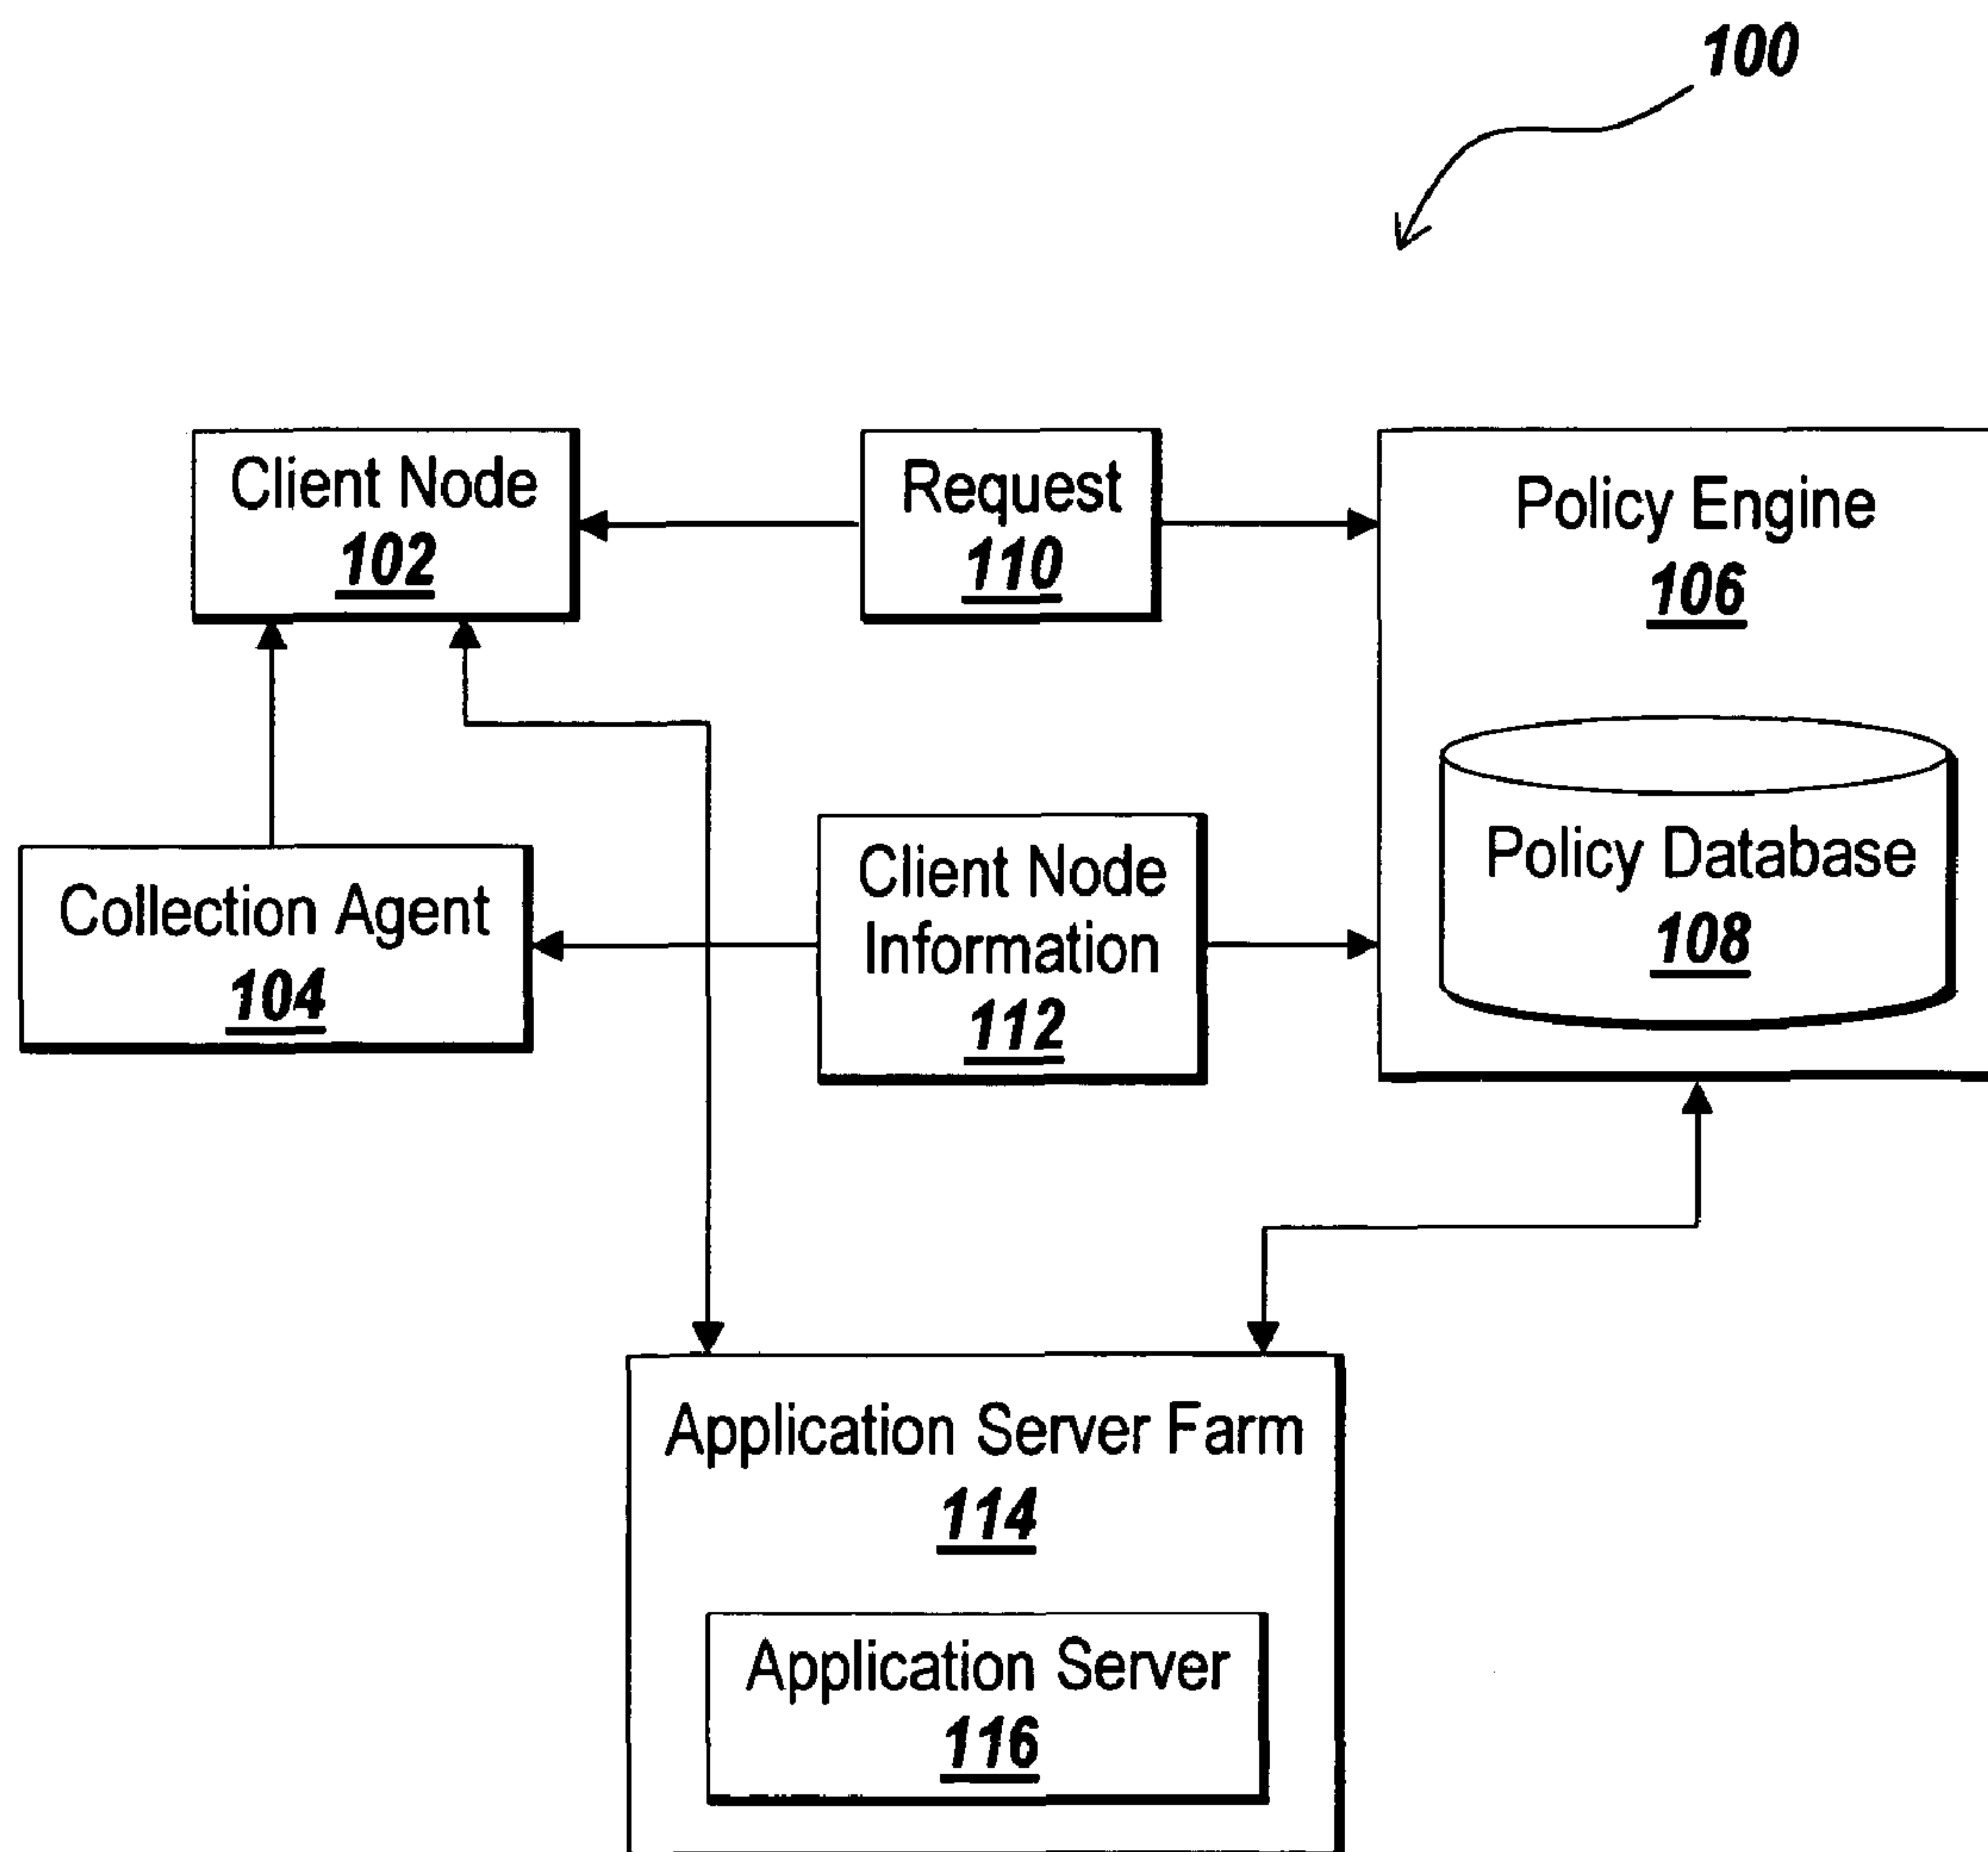 100
Client Node
102
Request
110
Policy Engine
106
Policy Database
108
Collection Agent
104
Client Node
Information
112
Application Server Farm
114
Application Server
116